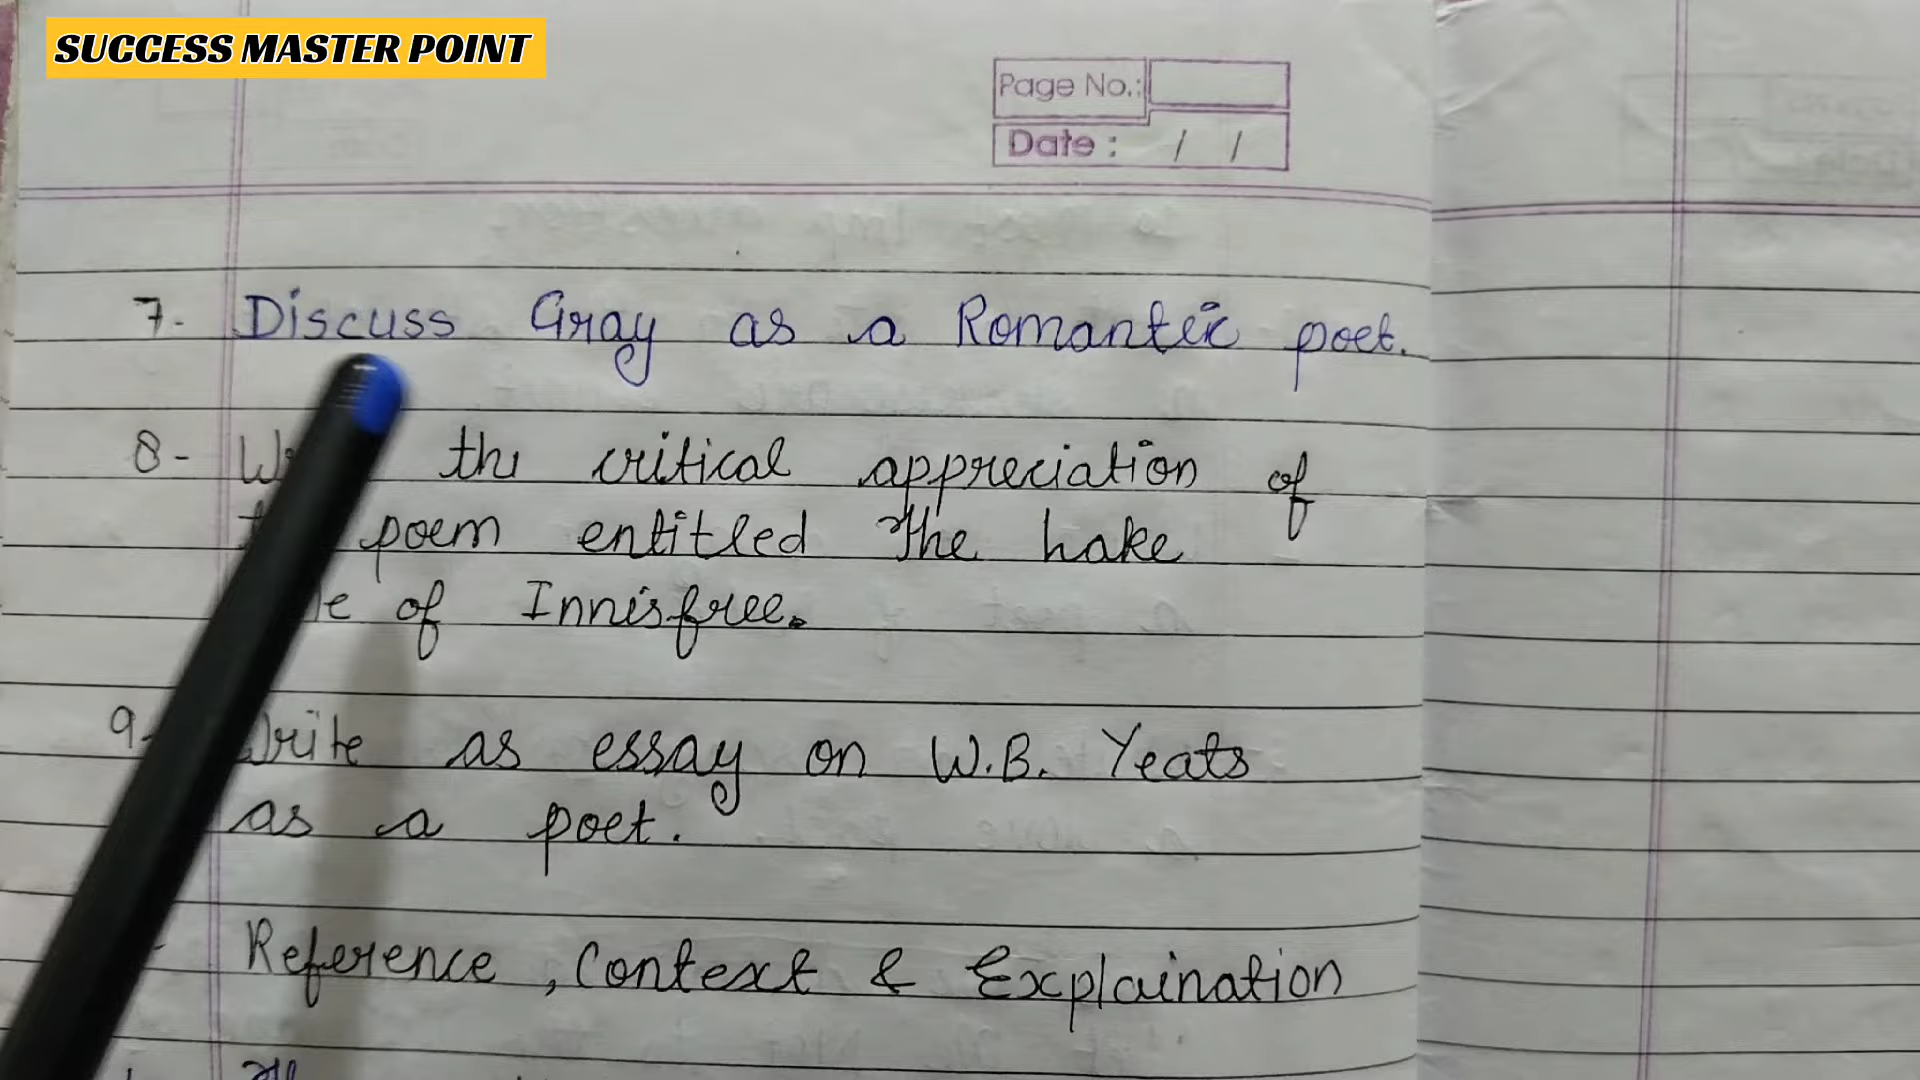 SUCCESS MASTER POINT
Page No.:
Date : / /
7- Discuss Gray as a Romantic poet.
8- the critical appreciation of
poem entitled The Lake
of Innisfree.
9- Write as essay on W.B. Yeats
as a poet.
Reference, Context & Explaination